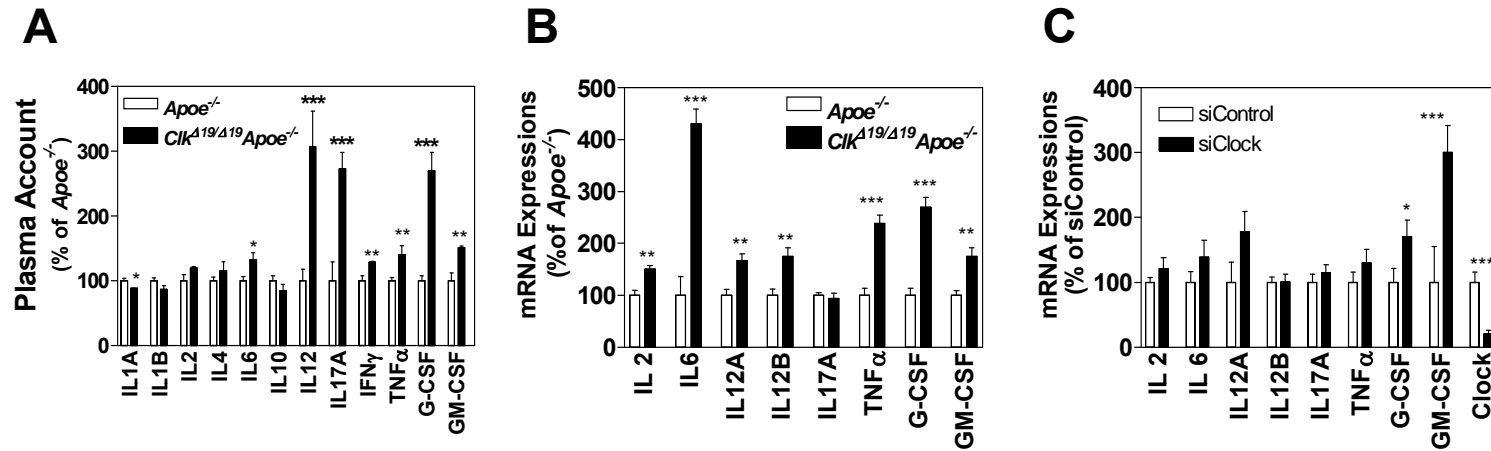 A
Plasma Account
(% of Apoe-/-)
400
300
200
100
0
Apoe-/-
ClkΔ19/Δ19Apoe-/-
*
*
***
***
**
**
***
**
IL1A
IL1B
IL2
IL4
IL6
IL10
IL12
IL17A
IFNγ
TNFα
G-CSF
GM-CSF
B
mRNA Expressions
(%of Apoe-/-)
500
400
300
200
100
0
Apoe-/-
ClkΔ19/Δ19Apoe-/-
**
***
**
**
***
***
**
IL 2
IL6
IL12A
IL12B
IL17A
TNFα
G-CSF
GM-CSF
C
mRNA Expressions
(% of siControl)
400
300
200
100
0
siControl
siClock
*
***
***
IL 2
IL 6
IL12A
IL12B
IL17A
TNFα
G-CSF
GM-CSF
Clock